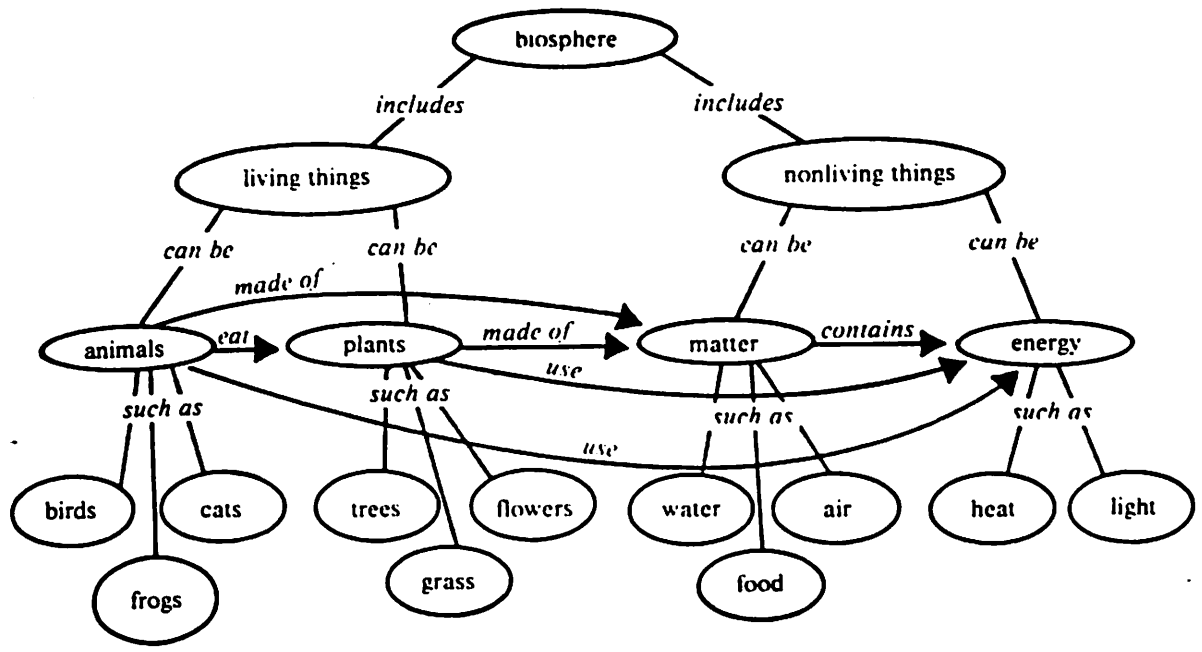 biosphere
includes
includes
living things
nonliving things
can be
can be
can be
can be
made of
animals
eat
plants
made of
matter
contains
energy
use
such as
such as
such as
such as
use
birds
cats
trees
flowers
water
air
heat
light
frogs
grass
food